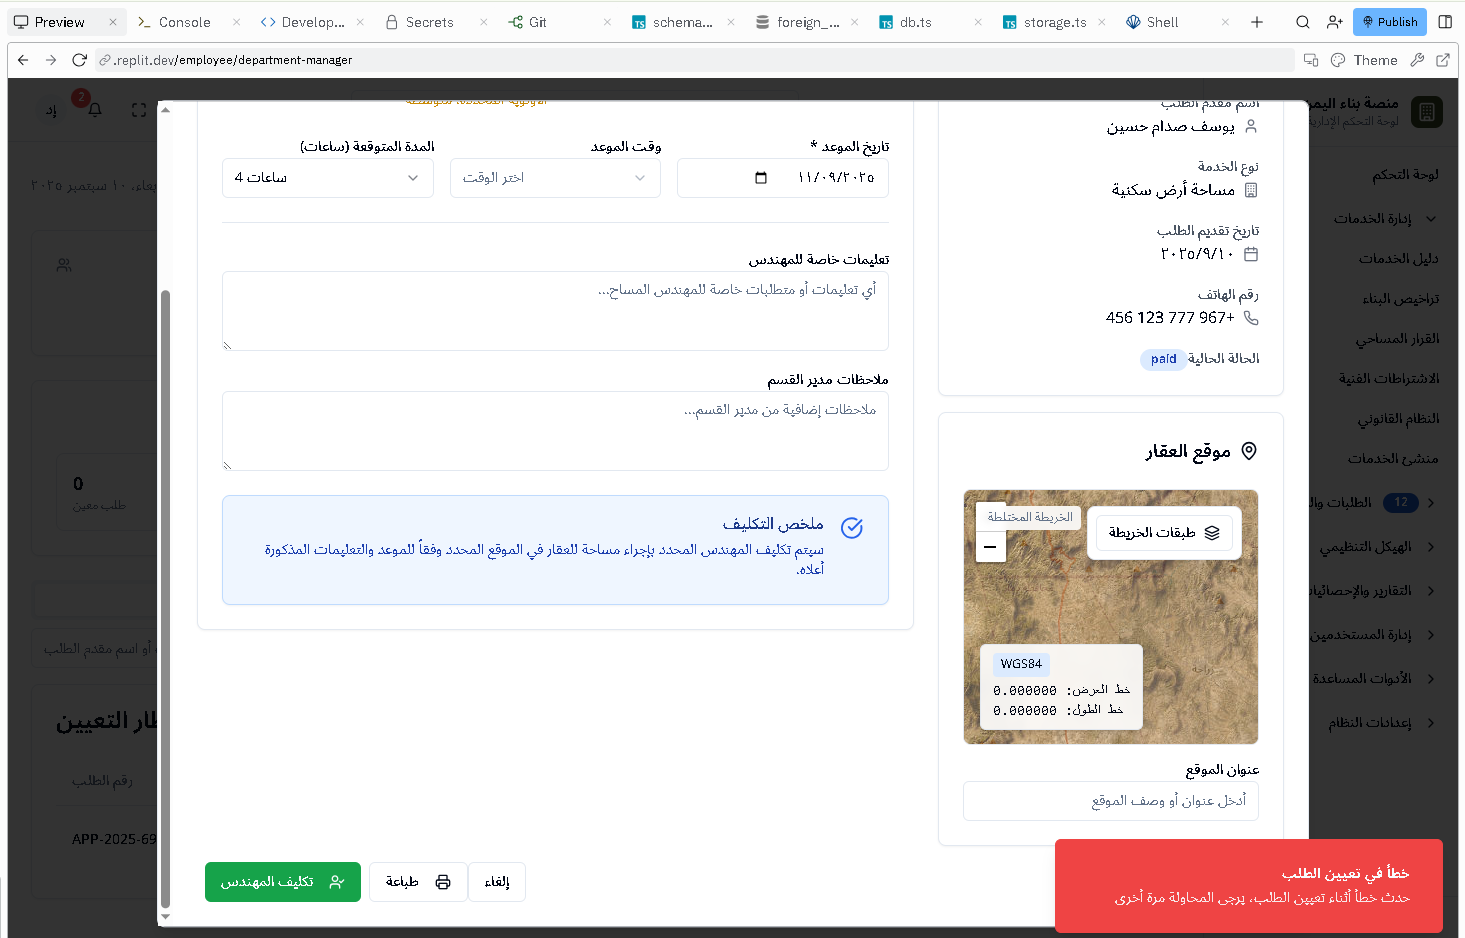 Preview
Console
Develop...
Secrets
Git
schema...
foreign_...
db.ts
storage.ts
Shell
Publish
.replit.dev/employee/department-manager
Theme
إد
2
منصة بناء اليمن
لوحة التحكم الإدارية
لوحة التحكم
إدارة الخدمات
دليل الخدمات
تراخيص البناء
القرار المساحي
الاشتراطات الفنية
النظام القانوني
منشئ الخدمات
الطلبات وال
12
الهيكل التنظيمي
التقارير والإحصائيات
إدارة المستخدمين
الأدوات المساعدة
إعدادات النظام
بعاء، ١٠ سبتمبر ٢٠٢٥
0
طلب معين
أو اسم مقدم الطلب
طار التعيين
رقم الطلب
APP-2025-69
اسم مقدم الطلب
يوسف صدام حسين
نوع الخدمة
مساحة أرض سكنية
تاريخ تقديم الطلب
٢٠٢٥/٩/١٠
رقم الهاتف
+967 777 123 456
الحالة الحالية
paid
موقع العقار
الخريطة المختلطة
طبقات الخريطة
−
WGS84
خط العرض: 0.000000
خط الطول: 0.000000
عنوان الموقع
أدخل عنوان أو وصف الموقع
الأولوية المحددة: متوسطة
تاريخ الموعد *
١١/٠٩/٢٠٢٥
وقت الموعد
اختر الوقت
المدة المتوقعة (ساعات)
4 ساعات
تعليمات خاصة للمهندس
أي تعليمات أو متطلبات خاصة للمهندس المساح...
ملاحظات مدير القسم
ملاحظات إضافية من مدير القسم...
ملخص التكليف
سيتم تكليف المهندس المحدد بإجراء مساحة للعقار في الموقع المحدد وفقاً للموعد والتعليمات المذكورة
أعلاه.
إلغاء
طباعة
تكليف المهندس
خطأ في تعيين الطلب
حدث خطأ أثناء تعيين الطلب، يرجى المحاولة مرة أخرى